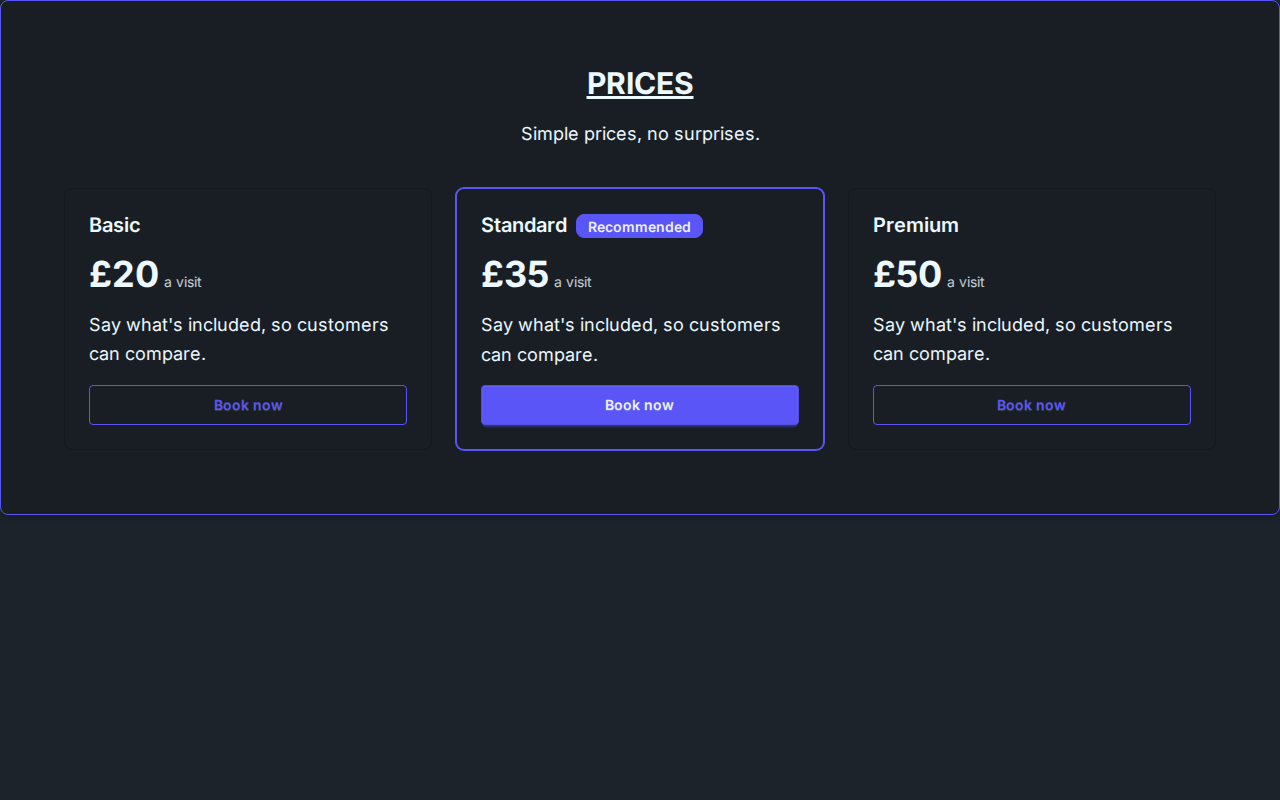 PRICES
Simple prices, no surprises.
Basic
£20 a visit
Say what's included, so customers
can compare.
Book now
Standard Recommended
£35 a visit
Say what's included, so customers
can compare.
Book now
Premium
£50 a visit
Say what's included, so customers
can compare.
Book now